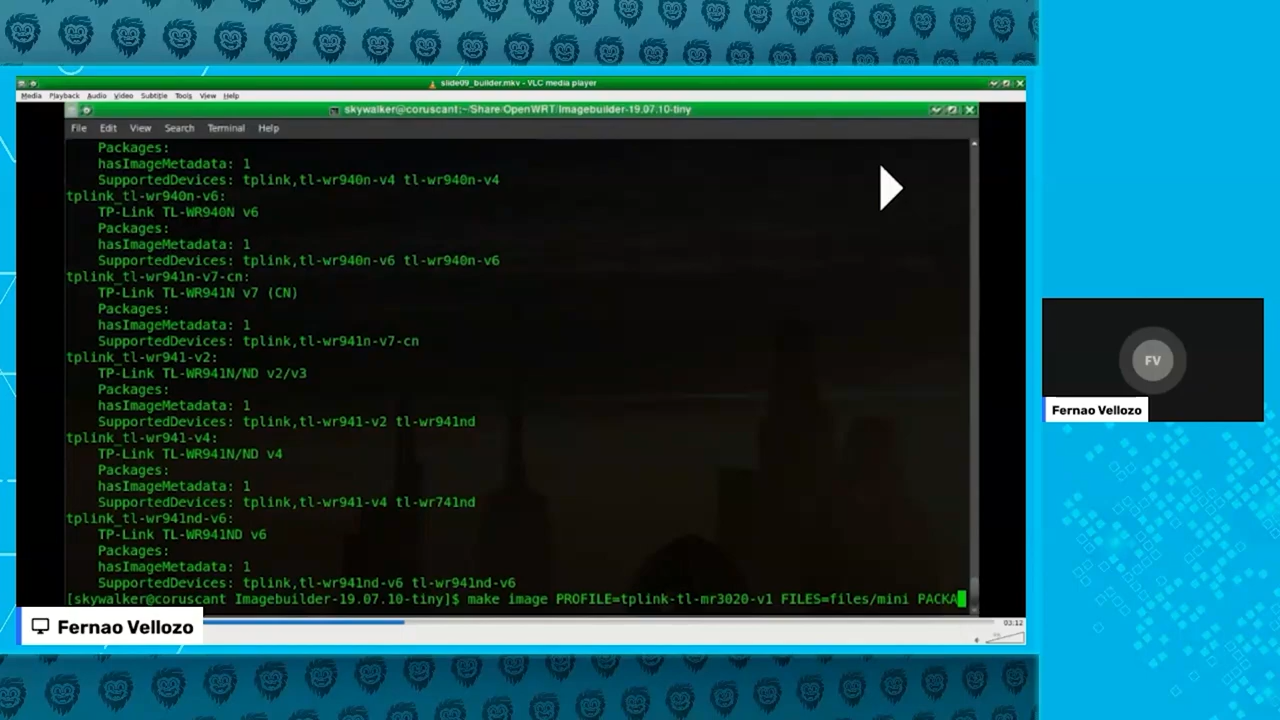 slide09_builder.mkv - VLC media player
Media Playback Audio Video Subtitle Tools View Help
skywalker@coruscant:~/Share/OpenWRT/Imagebuilder-19.07.10-tiny
File Edit View Search Terminal Help
Packages:
hasImageMetadata: 1
SupportedDevices: tplink,tl-wr940n-v4 tl-wr940n-v4
tplink_tl-wr940n-v6:
TP-Link TL-WR940N v6
Packages:
hasImageMetadata: 1
SupportedDevices: tplink,tl-wr940n-v6 tl-wr940n-v6
tplink_tl-wr941n-v7-cn:
TP-Link TL-WR941N v7 (CN)
Packages:
hasImageMetadata: 1
SupportedDevices: tplink,tl-wr941n-v7-cn
tplink_tl-wr941-v2:
TP-Link TL-WR941N/ND v2/v3
Packages:
hasImageMetadata: 1
SupportedDevices: tplink,tl-wr941-v2 tl-wr941nd
tplink_tl-wr941-v4:
TP-Link TL-WR941N/ND v4
Packages:
hasImageMetadata: 1
SupportedDevices: tplink,tl-wr941-v4 tl-wr741nd
tplink_tl-wr941nd-v6:
TP-Link TL-WR941ND v6
Packages:
hasImageMetadata: 1
SupportedDevices: tplink,tl-wr941nd-v6 tl-wr941nd-v6
[skywalker@coruscant Imagebuilder-19.07.10-tiny]$ make image PROFILE=tplink-tl-mr3020-v1 FILES=files/mini PACKA
03:12
Fernao Vellozo
FV
Fernao Vellozo